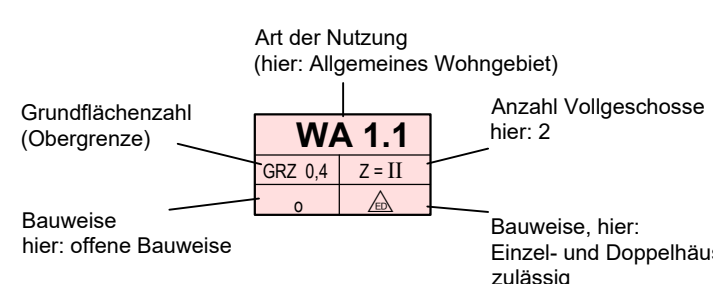 Art der Nutzung
(hier: Allgemeines Wohngebiet)
Grundflächenzahl
(Obergrenze)
Anzahl Vollgeschosse
hier: 2
WA 1.1
GRZ 0,4
Z = II
o
ED
Bauweise
hier: offene Bauweise
Bauweise, hier:
Einzel- und Doppelhäus
zulässig